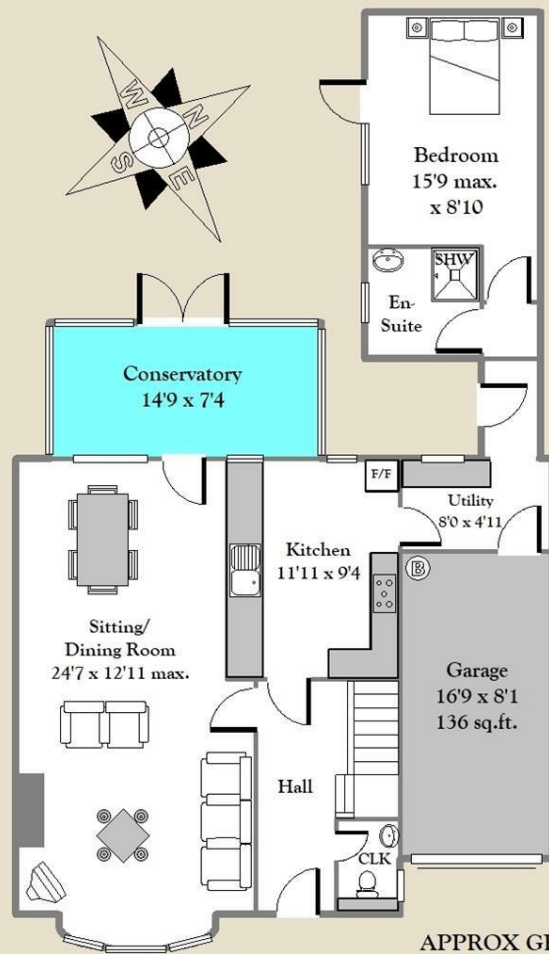 W
N
S
E
Bedroom
15'9 max.
x 8'10
SHW
En-
Suite
Conservatory
14'9 x 7'4
F/F
Utility
8'0 x 4'11
Kitchen
11'11 x 9'4
B
Sitting/
Dining Room
24'7 x 12'11 max.
Garage
16'9 x 8'1
136 sq.ft.
Hall
CLK
APPROX